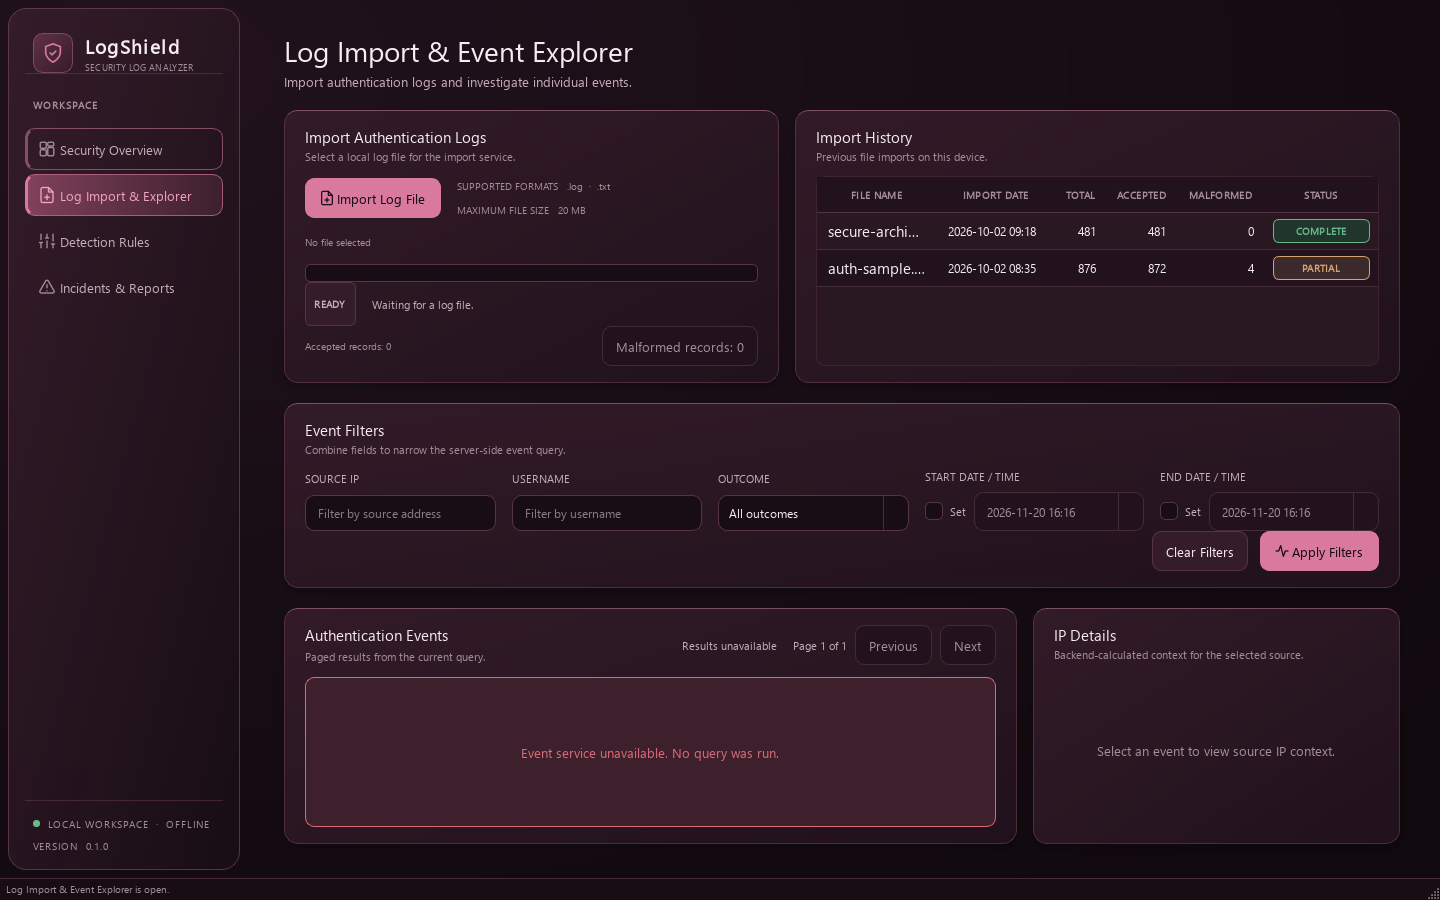 LogShield
SECURITY LOG ANALYZER
WORKSPACE
Security Overview
Log Import & Explorer
Detection Rules
Incidents & Reports
LOCAL WORKSPACE · OFFLINE
VERSION 0.1.0
Log Import & Event Explorer
Import authentication logs and investigate individual events.
Import Authentication Logs
Select a local log file for the import service.
Import Log File
SUPPORTED FORMATS .log · .txt
MAXIMUM FILE SIZE 20 MB
No file selected
READY Waiting for a log file.
Accepted records: 0
Malformed records: 0
Import History
Previous file imports on this device.
FILE NAME IMPORT DATE TOTAL ACCEPTED MALFORMED STATUS
secure-archi... 2026-10-02 09:18 481 481 0 COMPLETE
auth-sample.... 2026-10-02 08:35 876 872 4 PARTIAL
Event Filters
Combine fields to narrow the server-side event query.
SOURCE IP USERNAME OUTCOME START DATE / TIME END DATE / TIME
Filter by source address Filter by username All outcomes Set 2026-11-20 16:16 Set 2026-11-20 16:16
Clear Filters Apply Filters
Authentication Events
Paged results from the current query.
Results unavailable Page 1 of 1 Previous Next
Event service unavailable. No query was run.
IP Details
Backend-calculated context for the selected source.
Select an event to view source IP context.
Log Import & Event Explorer is open.